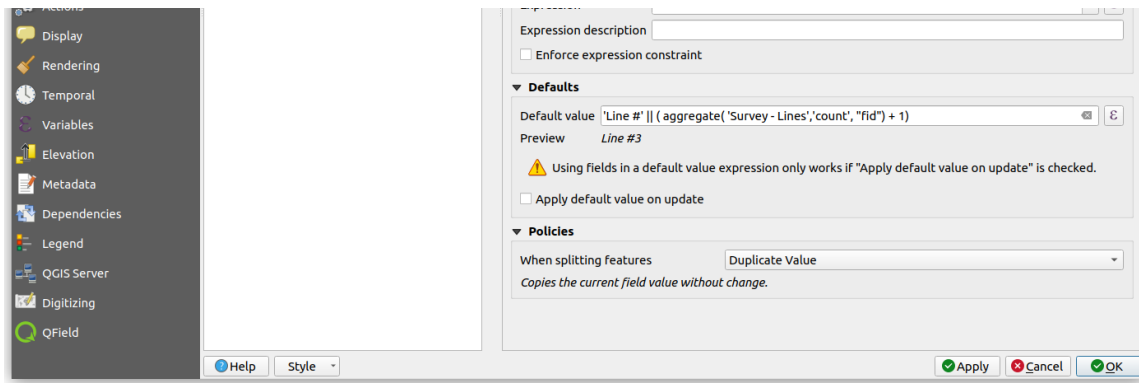 Display
Rendering
Temporal
Variables
Elevation
Metadata
Dependencies
Legend
QGIS Server
Digitizing
QField
Expression description
Enforce expression constraint
Defaults
Default value 'Line #' || ( aggregate( 'Survey - Lines','count', "fid") + 1) ε
Preview Line #3
Using fields in a default value expression only works if "Apply default value on update" is checked.
Apply default value on update
Policies
When splitting features Duplicate Value
Copies the current field value without change.
Help Style Apply Cancel OK